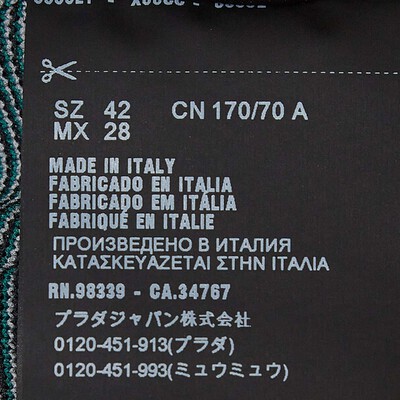 SZ 42 CN 170/70 A
MX 28
MADE IN ITALY
FABRICADO EN ITALIA
FABRICADO EM ITÁLIA
FABRIQUÉ EN ITALIE
ПРОИЗВЕДЕНО В ИТАЛИЯ
ΚΑΤΑΣΚΕΥΑΖΕΤΑΙ ΣΤΗΝ ΙΤΑΛΙΑ
RN.98339 - CA.34767
プラダジャパン株式会社
0120-451-913(プラダ)
0120-451-993(ミュウミュウ)